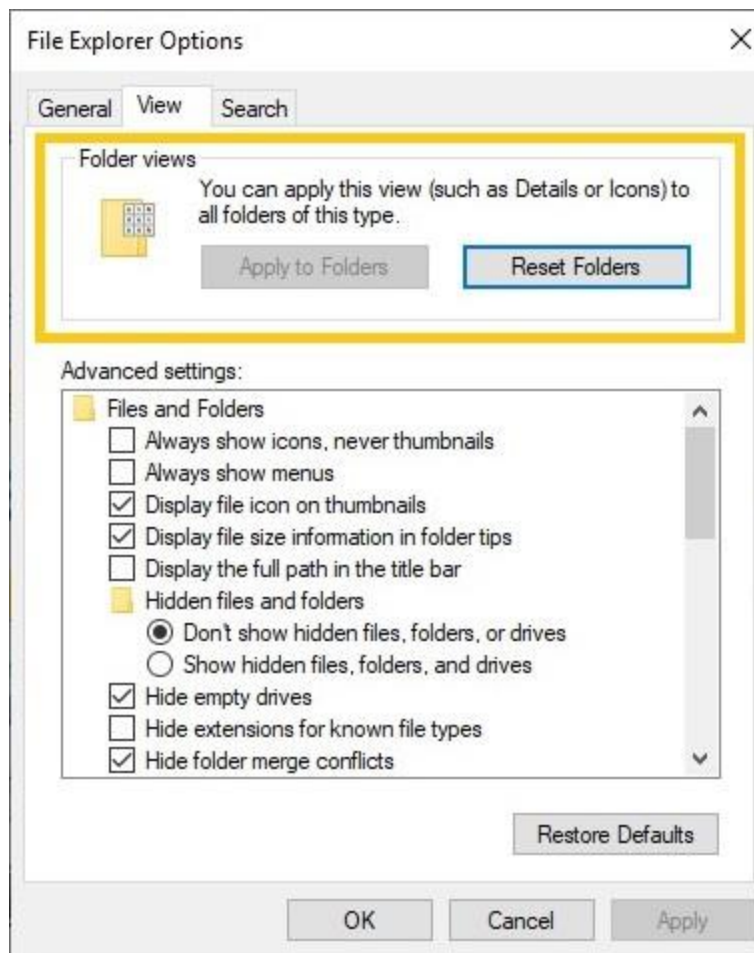 File Explorer Options
General View Search
Folder views
You can apply this view (such as Details or Icons) to
all folders of this type.
Apply to Folders Reset Folders
Advanced settings:
Files and Folders
Always show icons, never thumbnails
Always show menus
Display file icon on thumbnails
Display file size information in folder tips
Display the full path in the title bar
Hidden files and folders
Don't show hidden files, folders, or drives
Show hidden files, folders, and drives
Hide empty drives
Hide extensions for known file types
Hide folder merge conflicts
Restore Defaults
OK Cancel Apply